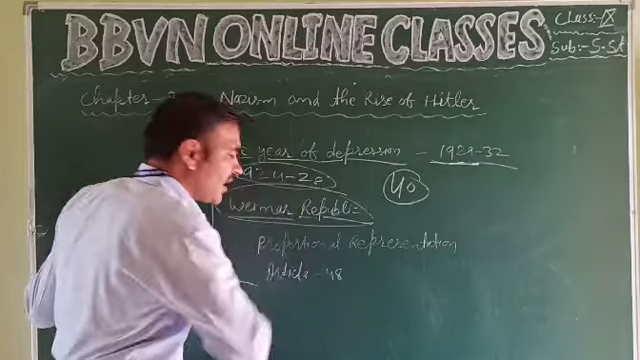 BBVN ONLINE CLASSES
Class:- IX
Sub:- S.St
Chapter - Nazism and the Rise of Hitler
year of depression - 1929-32
1924-28
40
Weimar Republic
Proportional Representation
Article - 48